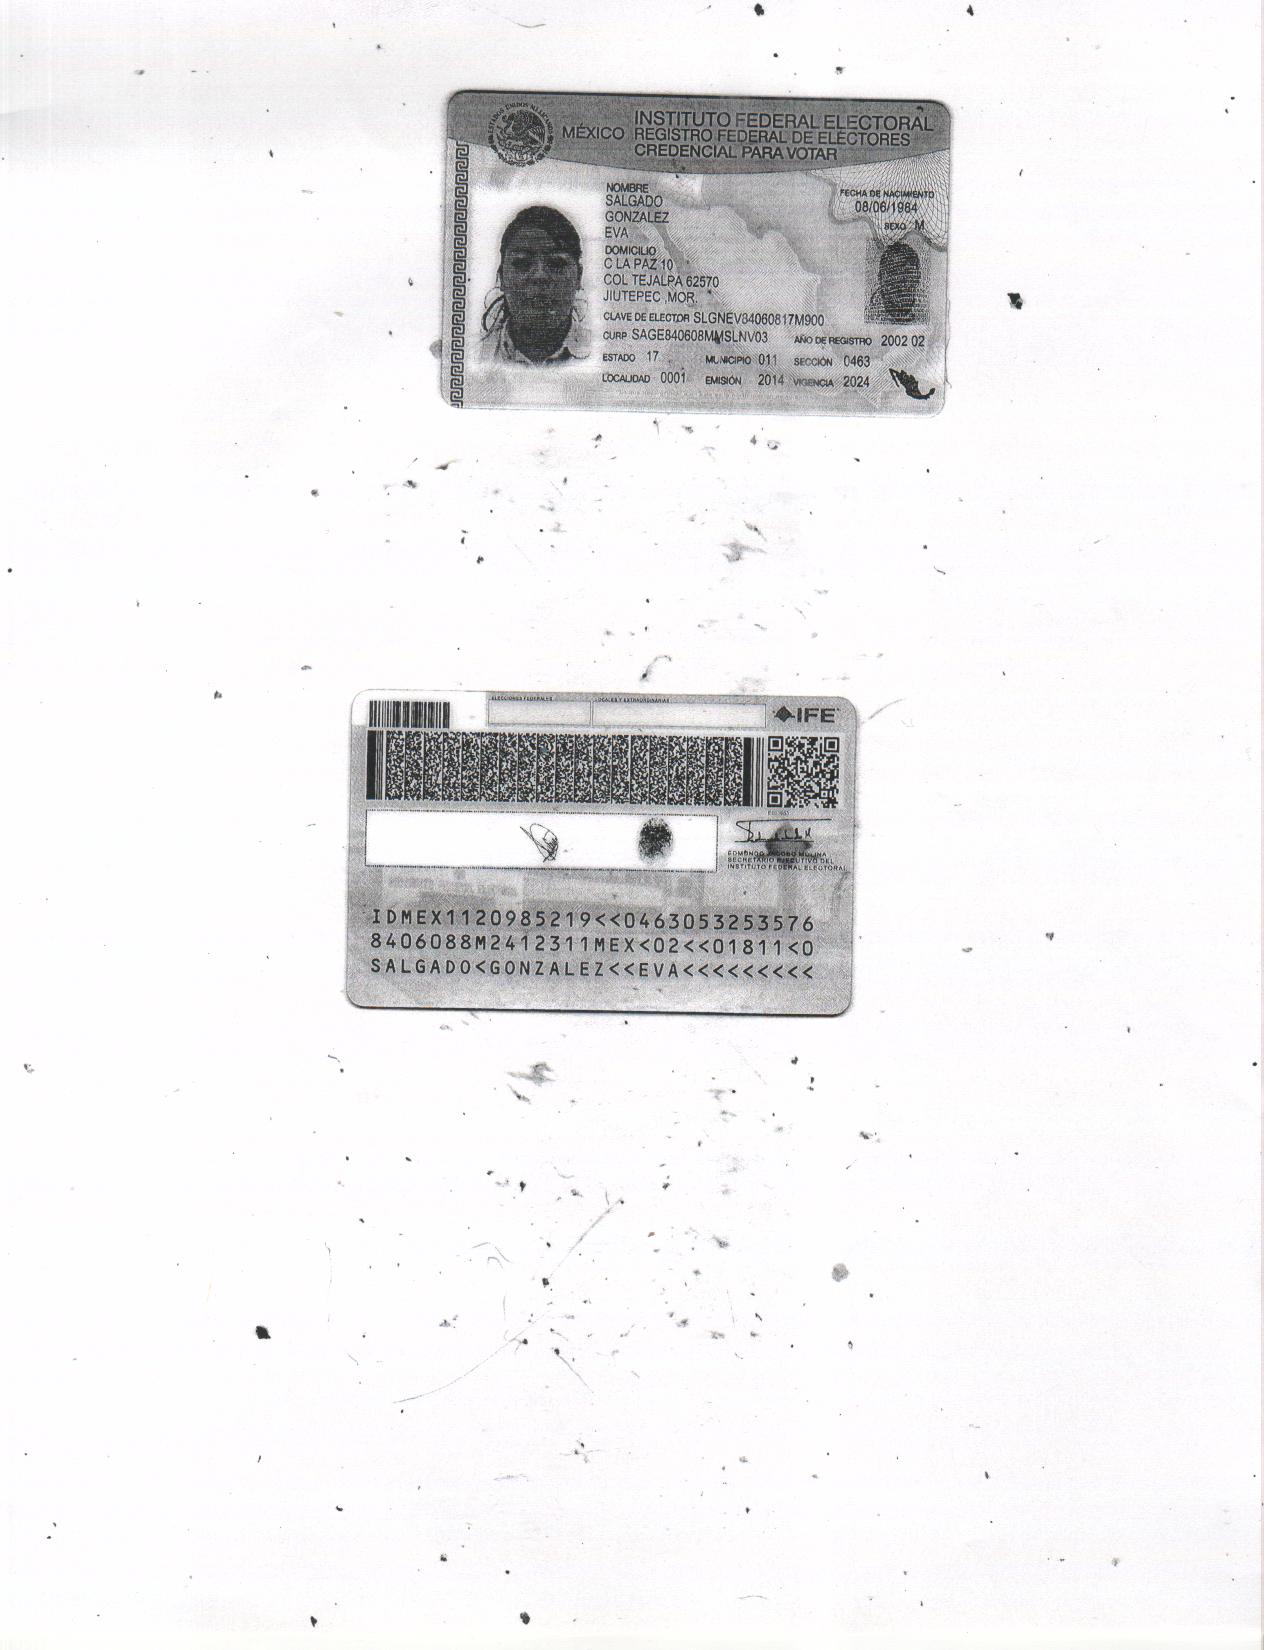 ESTADOS UNIDOS MEXICANOS
MÉXICO
INSTITUTO FEDERAL ELECTORAL
REGISTRO FEDERAL DE ELECTORES
CREDENCIAL PARA VOTAR
NOMBRE
SALGADO
GONZALEZ
EVA
FECHA DE NACIMIENTO
08/06/1984
SEXO M
DOMICILIO
C LA PAZ 10
COL TEJALPA 62570
JIUTEPEC ,MOR.
CLAVE DE ELECTOR SLGNEV84060817M900
CURP SAGE840608MMSLNV03 AÑO DE REGISTRO 2002 02
ESTADO 17 MUNICIPIO 011 SECCIÓN 0463
LOCALIDAD 0001 EMISIÓN 2014 VIGENCIA 2024
ELECCIONES FEDERALES LOCALES Y EXTRAORDINARIAS
IFE
EDMUNDO JACOBO MOLINA
SECRETARIO EJECUTIVO DEL
INSTITUTO FEDERAL ELECTORAL
IDMEX1120985219<<0463053253576
8406088M2412311MEX<02<<01811<0
SALGADO<GONZALEZ<<EVA<<<<<<<<<